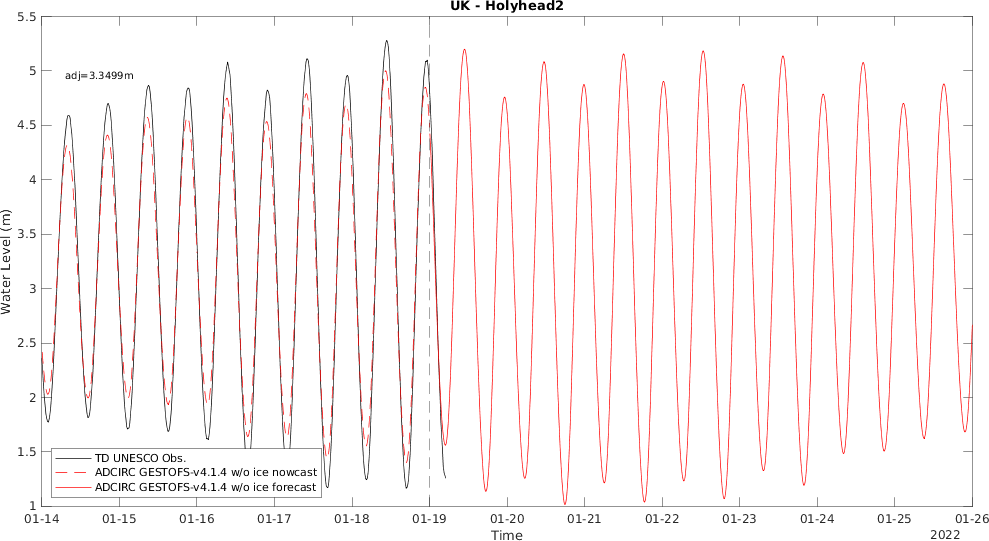 UK - Holyhead2
adj=3.3499m
Water Level (m)
5.5
5
4.5
4
3.5
3
2.5
2
1.5
1
TD UNESCO Obs.
ADCIRC GESTOFS-v4.1.4 w/o ice nowcast
ADCIRC GESTOFS-v4.1.4 w/o ice forecast
01-14 01-15 01-16 01-17 01-18 01-19 01-20 01-21 01-22 01-23 01-24 01-25 01-26
Time
2022